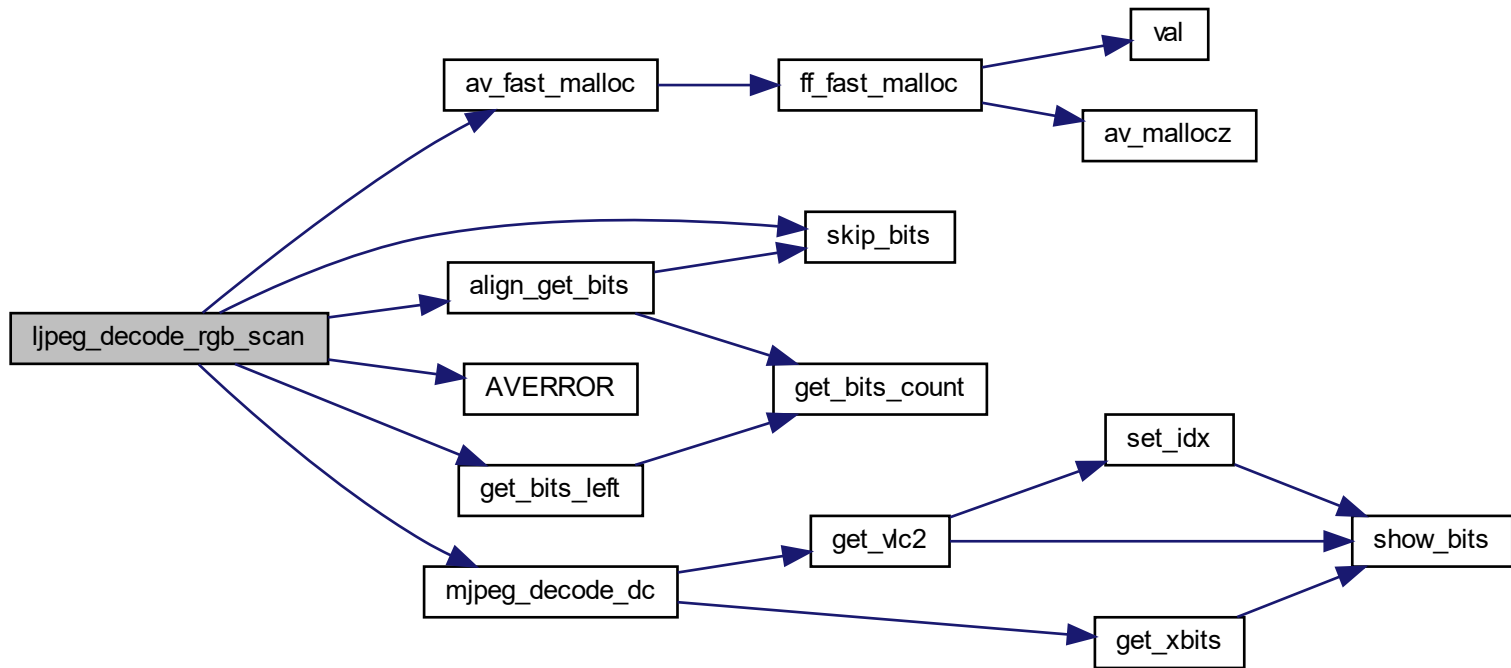 val
av_fast_malloc
ff_fast_malloc
av_mallocz
skip_bits
align_get_bits
ljpeg_decode_rgb_scan
AVERROR
get_bits_count
set_idx
get_bits_left
get_vlc2
show_bits
mjpeg_decode_dc
get_xbits